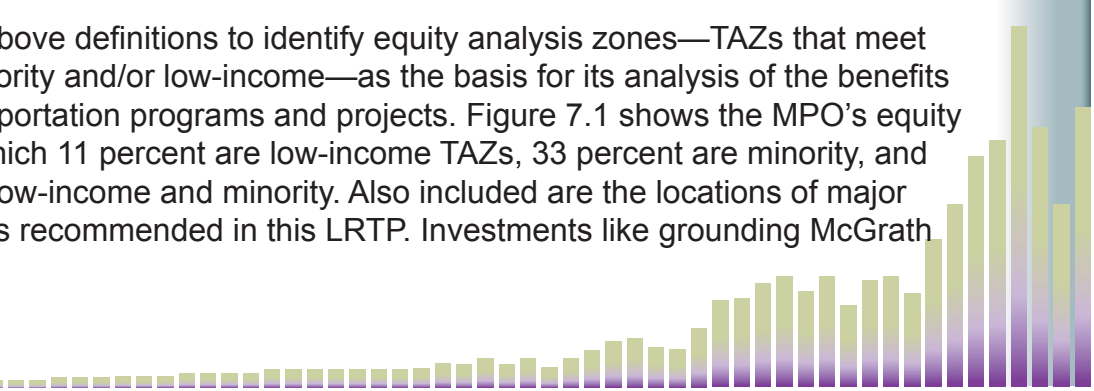 bove definitions to identify equity analysis zones—TAZs that meet
ority and/or low-income—as the basis for its analysis of the benefits
portation programs and projects. Figure 7.1 shows the MPO’s equity
hich 11 percent are low-income TAZs, 33 percent are minority, and
ow-income and minority. Also included are the locations of major
s recommended in this LRTP. Investments like grounding McGrath